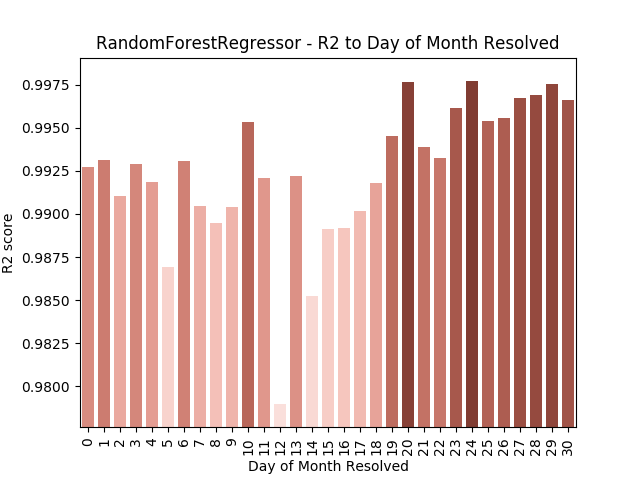 RandomForestRegressor - R2 to Day of Month Resolved
0.9975
0.9950
0.9925
0.9900
0.9875
0.9850
0.9825
0.9800
R2 score
0 1 2 3 4 5 6 7 8 9 10 11 12 13 14 15 16 17 18 19 20 21 22 23 24 25 26 27 28 29 30
Day of Month Resolved